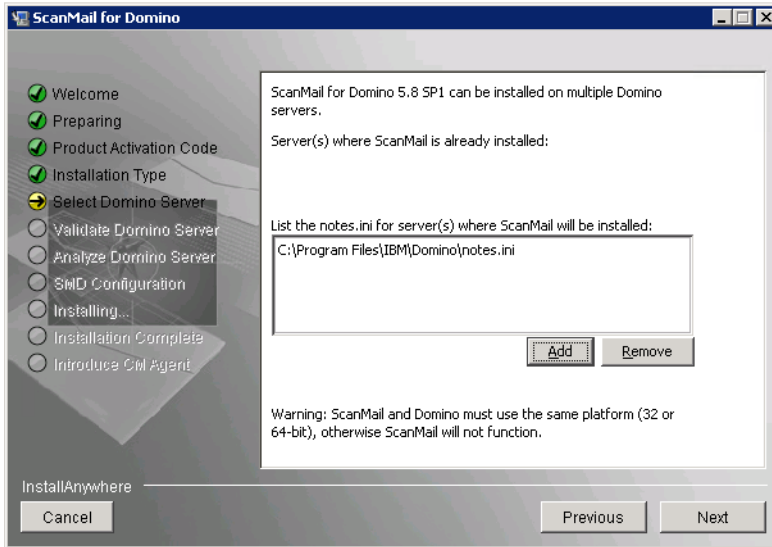 ScanMail for Domino
Welcome
Preparing
Product Activation Code
Installation Type
Select Domino Server
Validate Domino Server
Analyze Domino Server
SMD Configuration
Installing...
Installation Complete
Introduce CM Agent
ScanMail for Domino 5.8 SP1 can be installed on multiple Domino
servers.
Server(s) where ScanMail is already installed:
List the notes.ini for server(s) where ScanMail will be installed:
C:\Program Files\IBM\Domino\notes.ini
Add
Remove
Warning: ScanMail and Domino must use the same platform (32 or
64-bit), otherwise ScanMail will not function.
InstallAnywhere
Cancel
Previous
Next